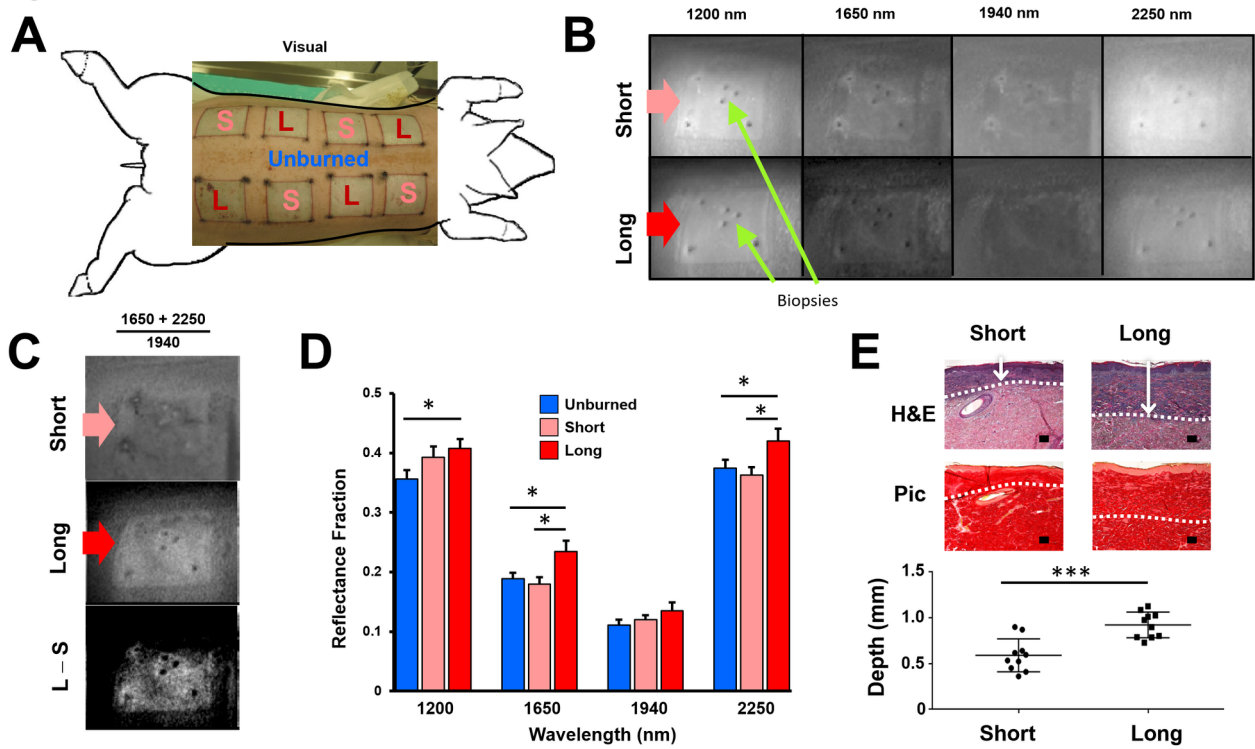 A
Visual
S
L
S
L
Unburned
L
S
L
S
B
1200 nm
1650 nm
1940 nm
2250 nm
Short
Long
Biopsies
C
1650 + 2250
1940
Short
Long
L – S
D
0.5
0.4
0.3
0.2
0.1
0
Reflectance Fraction
*
*
*
*
*
Unburned
Short
Long
1200
1650
1940
2250
Wavelength (nm)
E
Short
Long
H&E
Pic
1.5
1.0
0.5
0
Depth (mm)
***
Short
Long